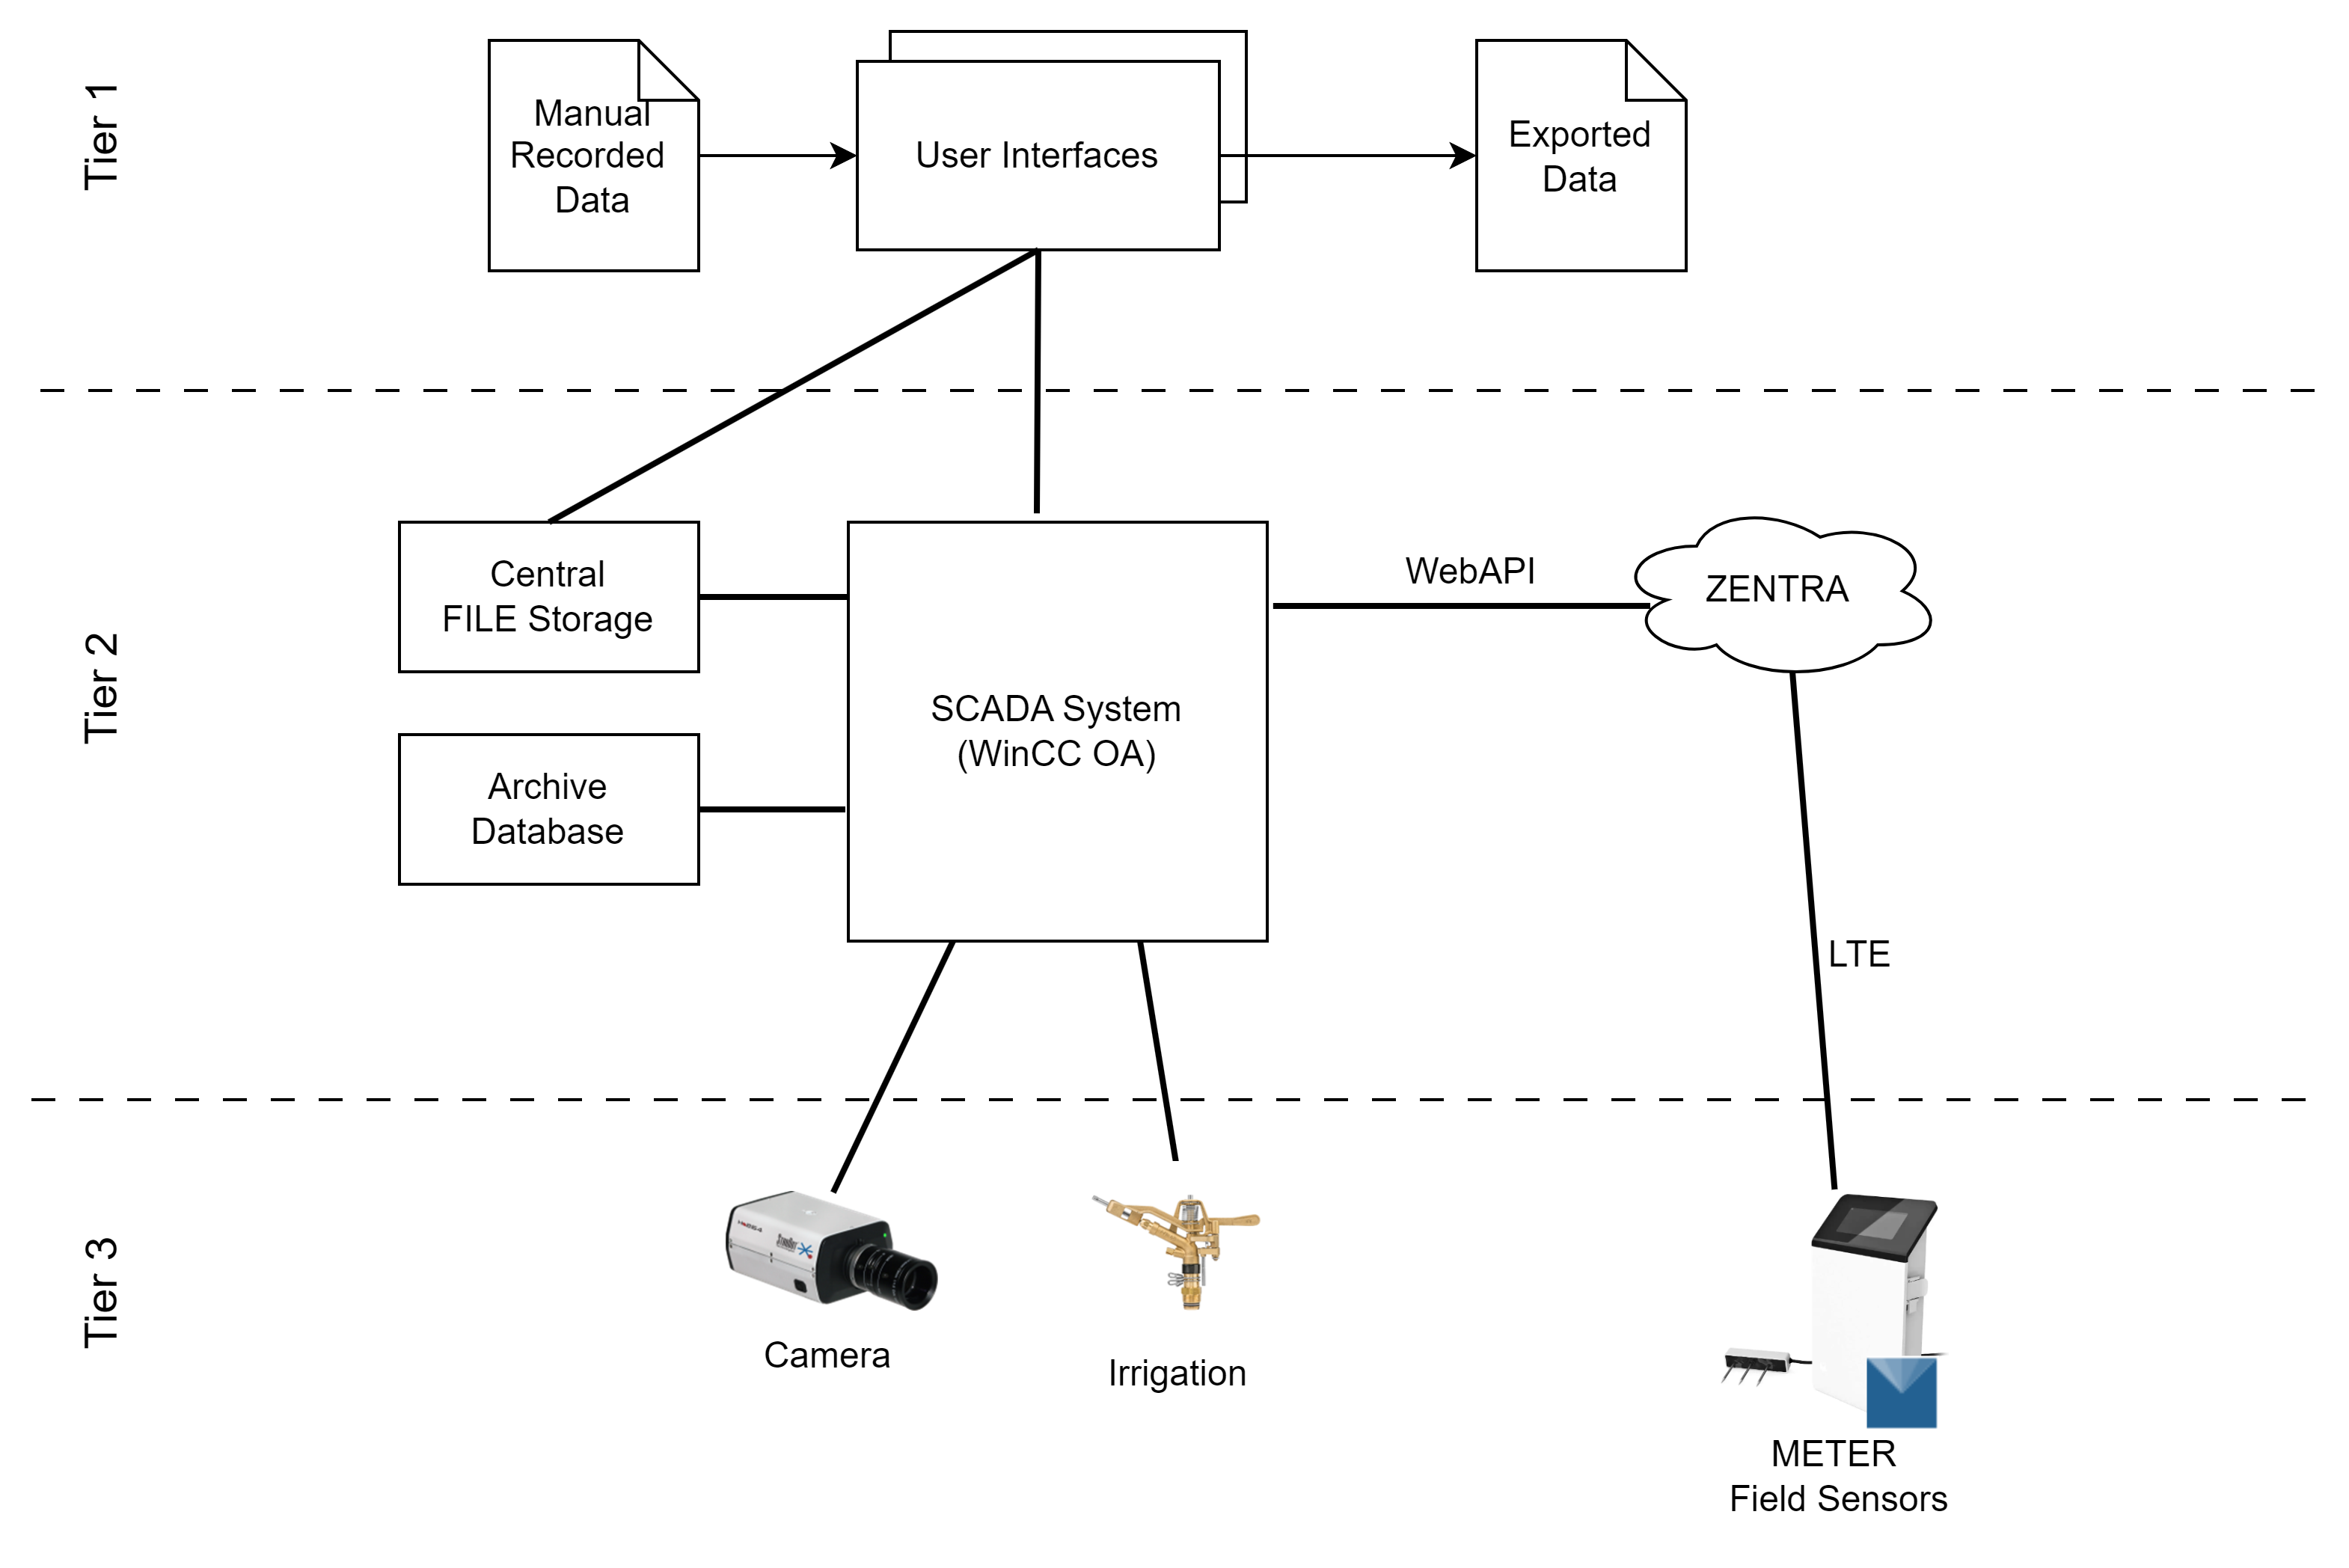 Tier 1
Manual
Recorded
Data
User Interfaces
Exported
Data
Tier 2
Central
FILE Storage
Archive
Database
SCADA System
(WinCC OA)
WebAPI
ZENTRA
LTE
Tier 3
Camera
Irrigation
METER
Field Sensors